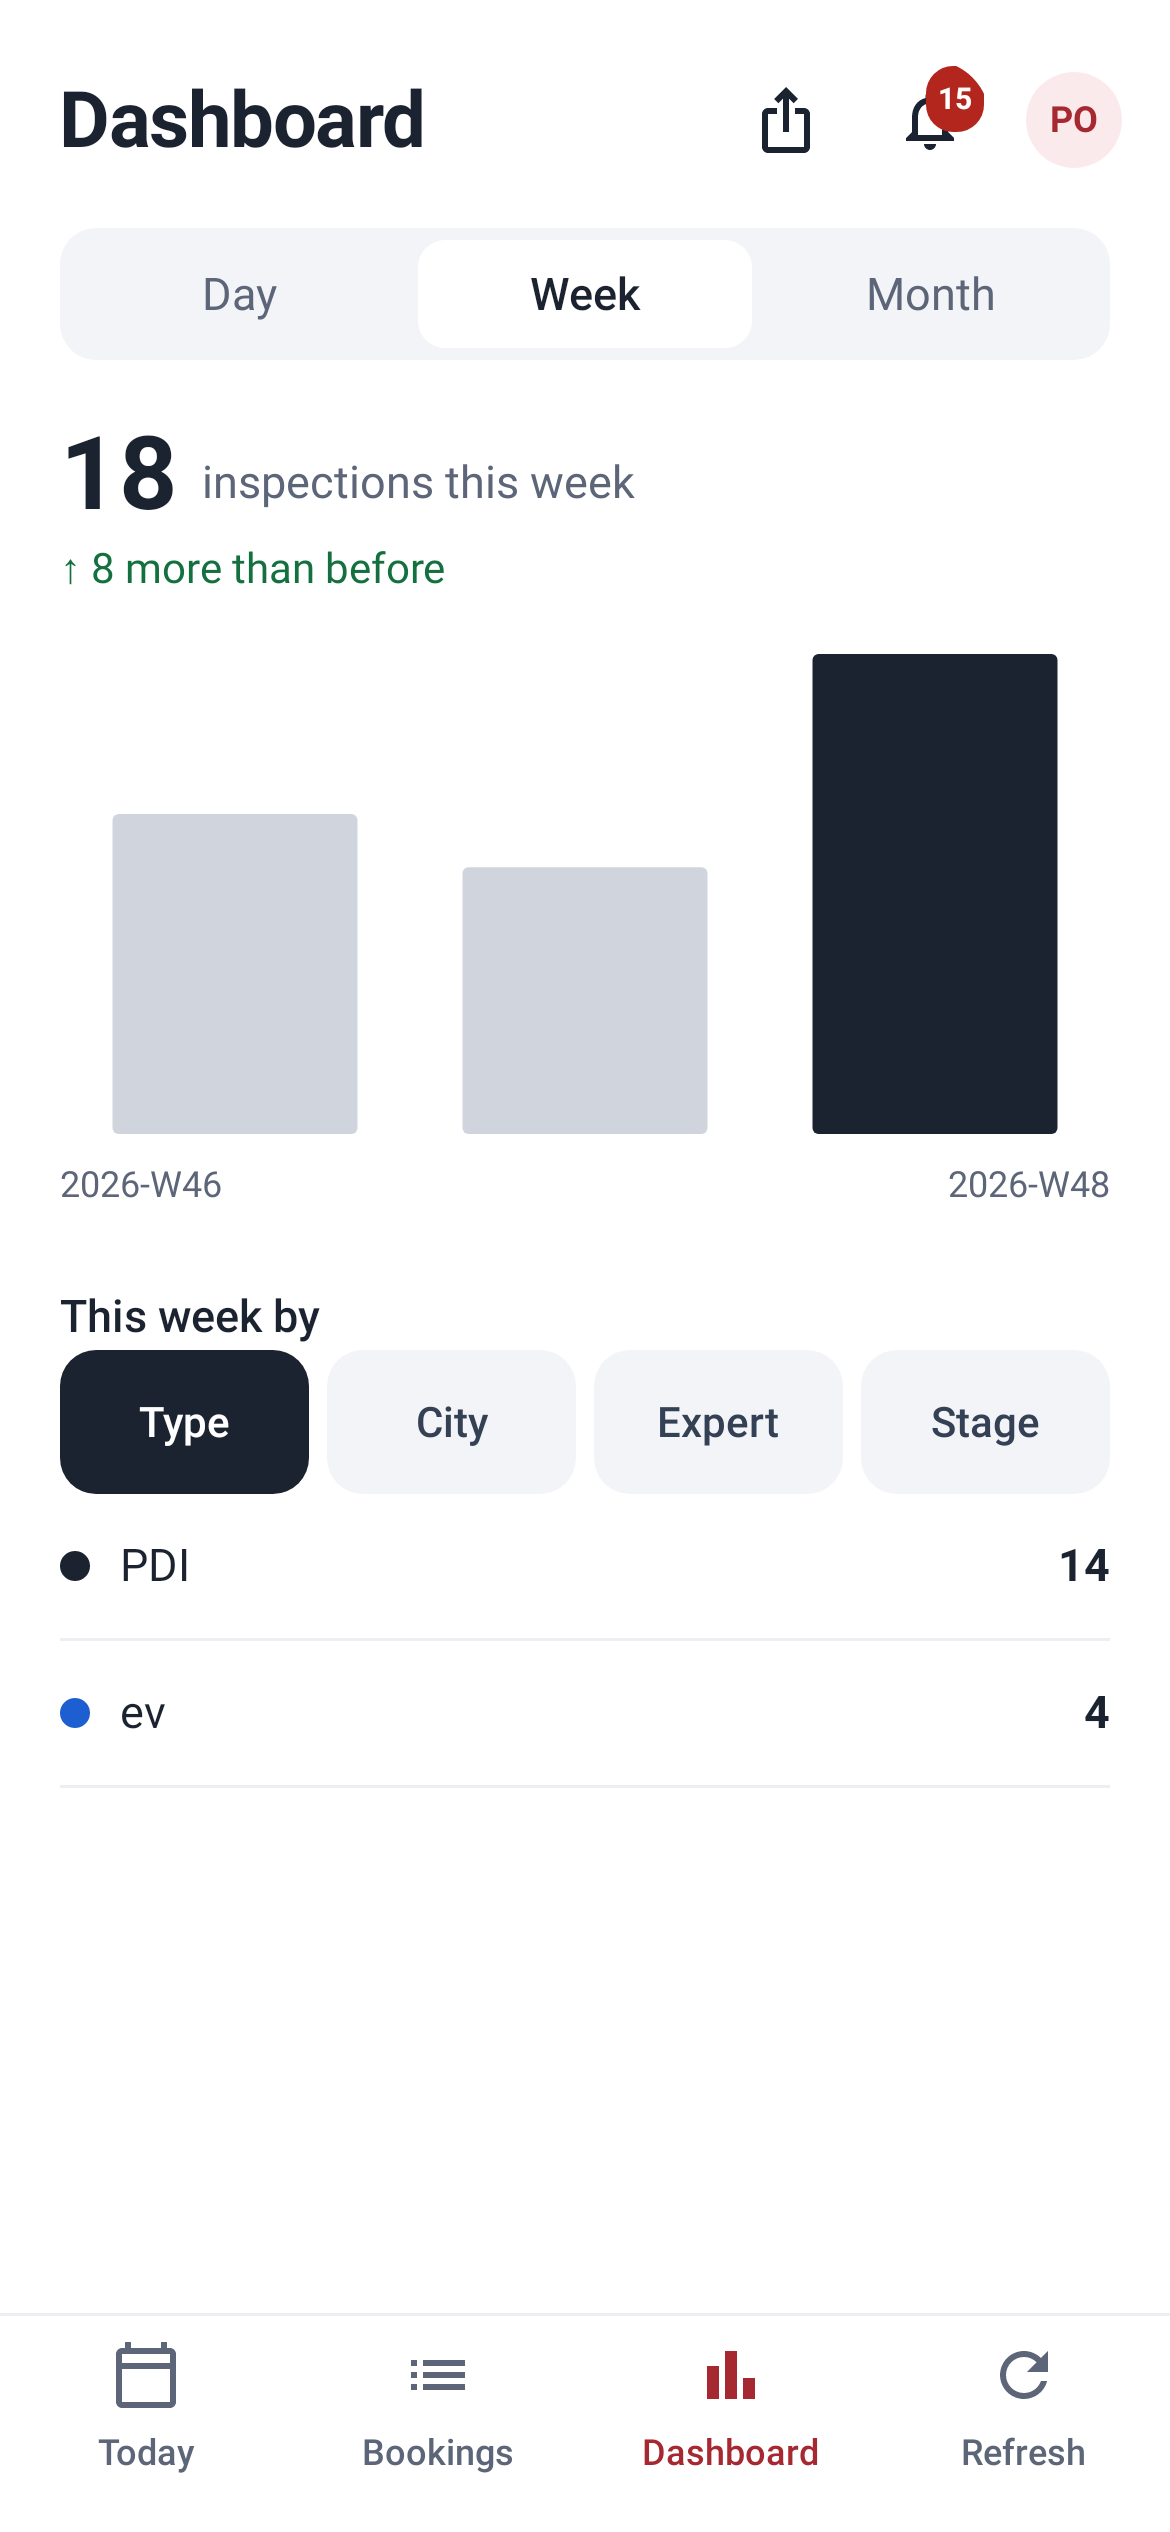 Dashboard
15
PO
Day
Week
Month
18 inspections this week
↑ 8 more than before
2026-W46
2026-W48
This week by
Type
City
Expert
Stage
PDI
14
ev
4
Today
Bookings
Dashboard
Refresh